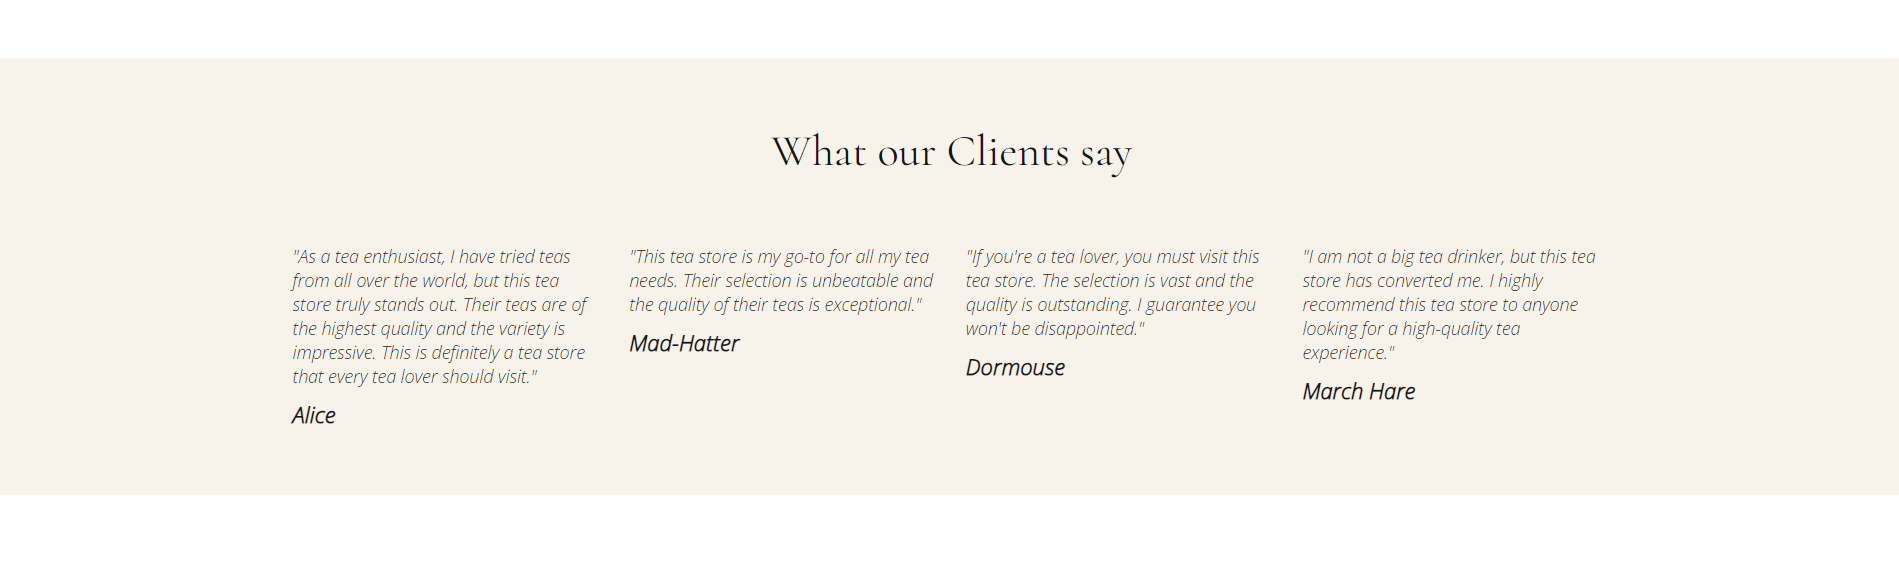 What our Clients say
"As a tea enthusiast, I have tried teas
from all over the world, but this tea
store truly stands out. Their teas are of
the highest quality and the variety is
impressive. This is definitely a tea store
that every tea lover should visit."
Alice
"This tea store is my go-to for all my tea
needs. Their selection is unbeatable and
the quality of their teas is exceptional."
Mad-Hatter
"If you're a tea lover, you must visit this
tea store. The selection is vast and the
quality is outstanding. I guarantee you
won't be disappointed."
Dormouse
"I am not a big tea drinker, but this tea
store has converted me. I highly
recommend this tea store to anyone
looking for a high-quality tea
experience."
March Hare